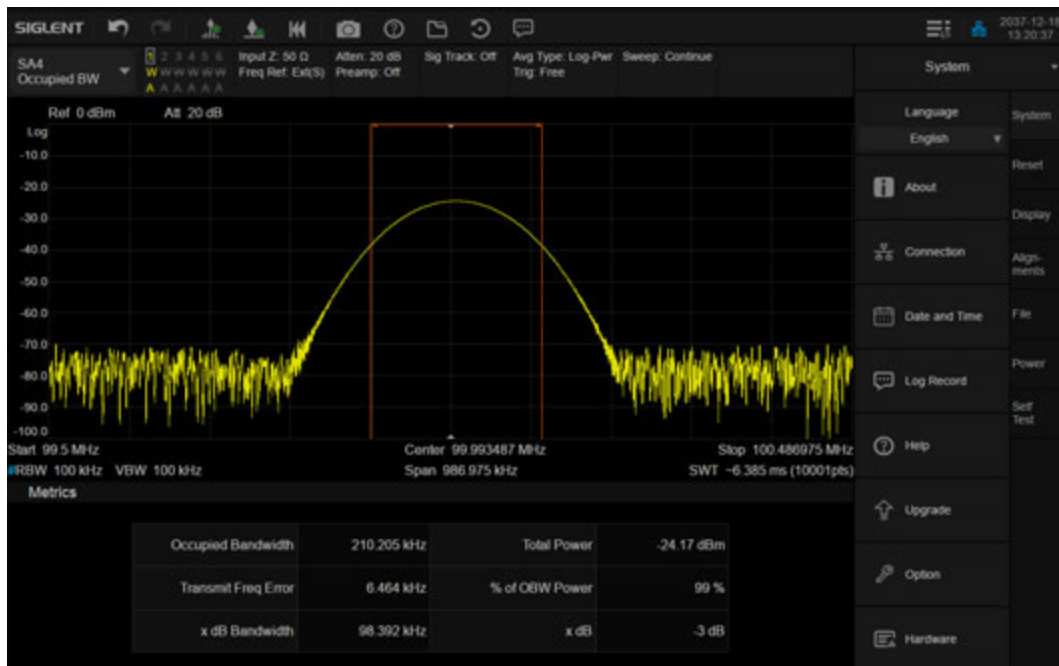 SIGLENT
2037-12-18
13:20:37
SA4
Occupied BW
1 2 3 4 5 6
W W W W W W
A A A A A A
Input Z: 50 Ω
Freq Ref: Ext(S)
Atten: 20 dB
Preamp: Off
Sig Track: Off
Avg Type: Log-Pwr
Trig: Free
Sweep: Continue
System
Ref 0 dBm Att 20 dB
Log
-10.0
-20.0
-30.0
-40.0
-50.0
-60.0
-70.0
-80.0
-90.0
-100.0
Start 99.5 MHz Center 99.993487 MHz Stop 100.486975 MHz
#RBW 100 kHz VBW 100 kHz Span 986.975 kHz SWT ~6.385 ms (10001pts)
Metrics
Occupied Bandwidth 210.205 kHz Total Power -24.17 dBm
Transmit Freq Error 6.464 kHz % of OBW Power 99 %
x dB Bandwidth 98.392 kHz x dB -3 dB
Language
English
About
Connection
Date and Time
Log Record
Help
Upgrade
Option
Hardware
System
Reset
Display
Align-
ments
File
Power
Self
Test